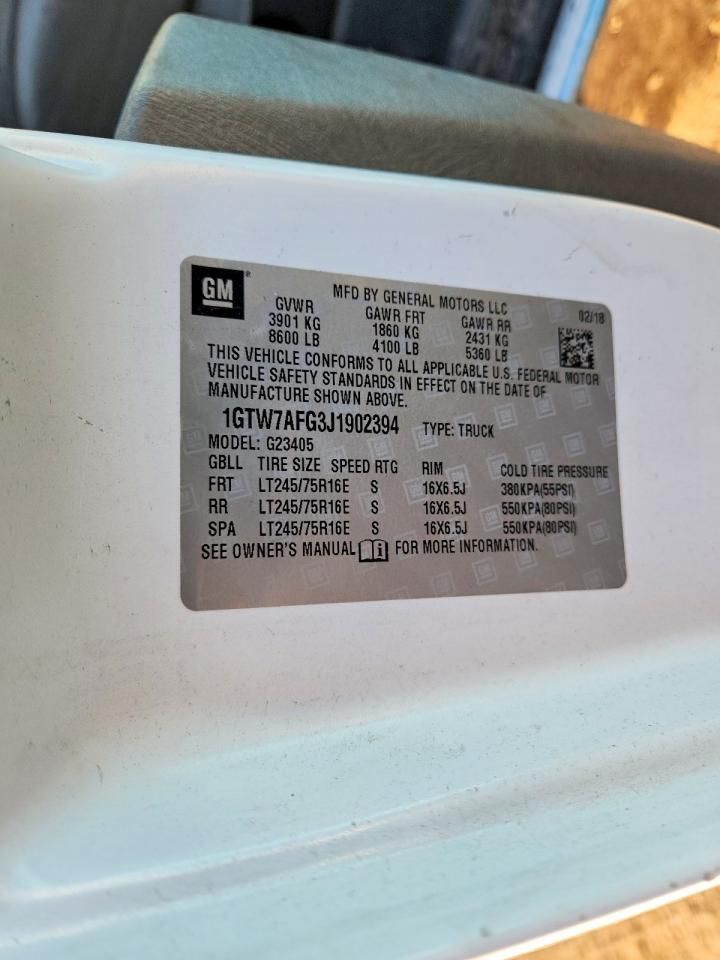 GM
MFD BY GENERAL MOTORS LLC
02/18
GVWR GAWR FRT GAWR RR
3901 KG 1860 KG 2431 KG
8600 LB 4100 LB 5360 LB
THIS VEHICLE CONFORMS TO ALL APPLICABLE U.S. FEDERAL MOTOR
VEHICLE SAFETY STANDARDS IN EFFECT ON THE DATE OF
MANUFACTURE SHOWN ABOVE.
1GTW7AFG3J1902394 TYPE: TRUCK
MODEL: G23405
GBLL TIRE SIZE SPEED RTG RIM COLD TIRE PRESSURE
FRT LT245/75R16E S 16X6.5J 380KPA(55PSI)
RR LT245/75R16E S 16X6.5J 550KPA(80PSI)
SPA LT245/75R16E S 16X6.5J 550KPA(80PSI)
SEE OWNER'S MANUAL i FOR MORE INFORMATION.